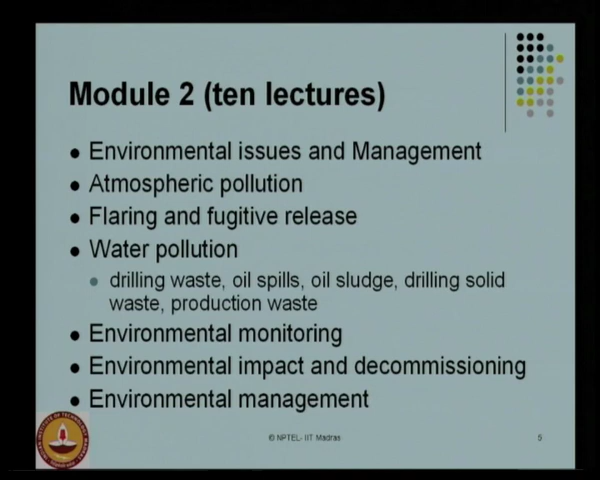 Module 2 (ten lectures)
Environmental issues and Management
Atmospheric pollution
Flaring and fugitive release
Water pollution
drilling waste, oil spills, oil sludge, drilling solid
waste, production waste
Environmental monitoring
Environmental impact and decommissioning
Environmental management
© NPTEL- IIT Madras
5